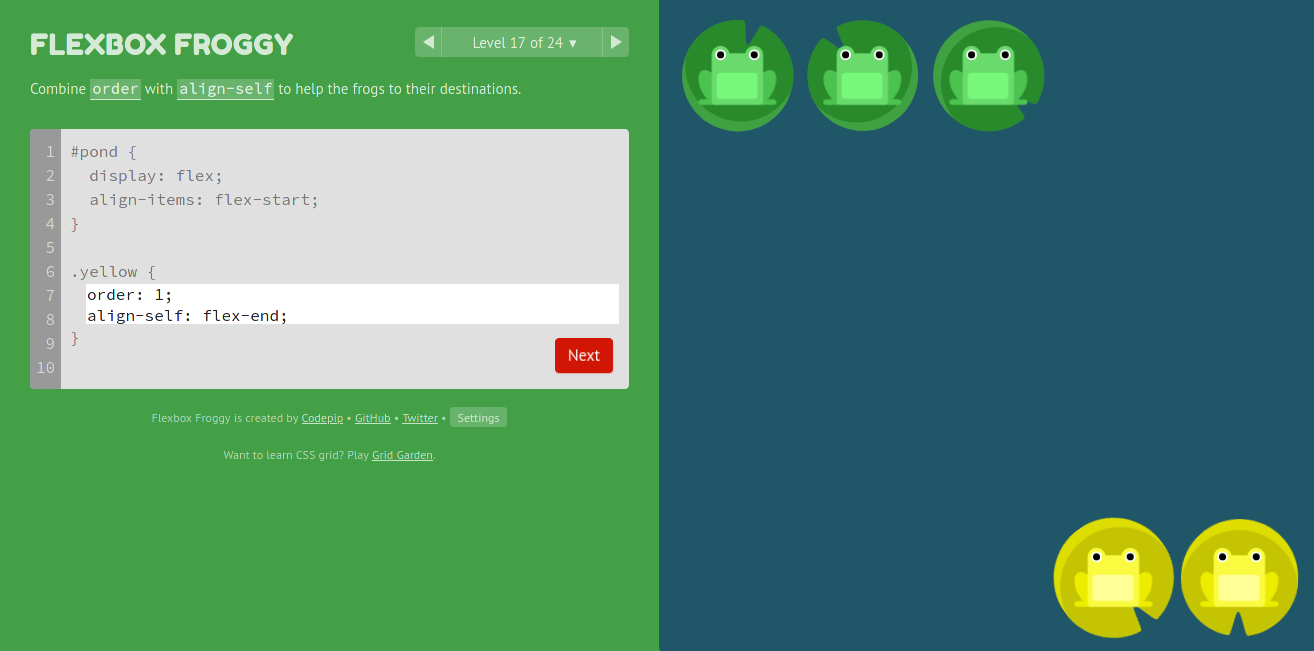 FLEXBOX FROGGY
Level 17 of 24 ▾
Combine order with align-self to help the frogs to their destinations.
1 #pond {
2 display: flex;
3 align-items: flex-start;
4 }
5
6 .yellow {
7 order: 1;
8 align-self: flex-end;
9 }
10
Next
Flexbox Froggy is created by Codepip • GitHub • Twitter • Settings
Want to learn CSS grid? Play Grid Garden.